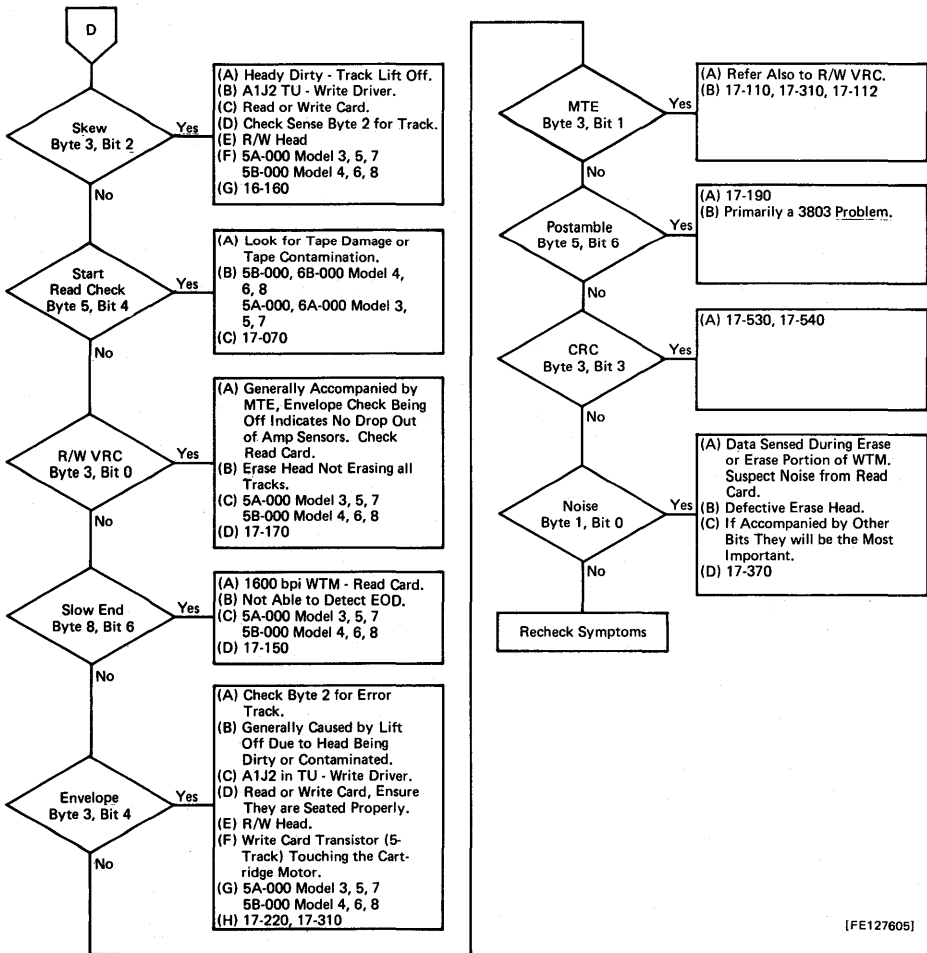 D
Skew
Byte 3, Bit 2
Yes
No
(A) Heady Dirty - Track Lift Off.
(B) A1J2 TU - Write Driver.
(C) Read or Write Card.
(D) Check Sense Byte 2 for Track.
(E) R/W Head
(F) 5A-000 Model 3, 5, 7
5B-000 Model 4, 6, 8
(G) 16-160
Start
Read Check
Byte 5, Bit 4
Yes
No
(A) Look for Tape Damage or
Tape Contamination.
(B) 5B-000, 6B-000 Model 4,
6, 8
5A-000, 6A-000 Model 3,
5, 7
(C) 17-070
R/W VRC
Byte 3, Bit 0
Yes
No
(A) Generally Accompanied by
MTE, Envelope Check Being
Off Indicates No Drop Out
of Amp Sensors. Check
Read Card.
(B) Erase Head Not Erasing all
Tracks.
(C) 5A-000 Model 3, 5, 7
5B-000 Model 4, 6, 8
(D) 17-170
Slow End
Byte 8, Bit 6
Yes
No
(A) 1600 bpi WTM - Read Card.
(B) Not Able to Detect EOD.
(C) 5A-000 Model 3, 5, 7
5B-000 Model 4, 6, 8
(D) 17-150
Envelope
Byte 3, Bit 4
Yes
No
(A) Check Byte 2 for Error
Track.
(B) Generally Caused by Lift
Off Due to Head Being
Dirty or Contaminated.
(C) A1J2 in TU - Write Driver.
(D) Read or Write Card, Ensure
They are Seated Properly.
(E) R/W Head.
(F) Write Card Transistor (5-
Track) Touching the Cart-
ridge Motor.
(G) 5A-000 Model 3, 5, 7
5B-000 Model 4, 6, 8
(H) 17-220, 17-310
MTE
Byte 3, Bit 1
Yes
No
(A) Refer Also to R/W VRC.
(B) 17-110, 17-310, 17-112
Postamble
Byte 5, Bit 6
Yes
No
(A) 17-190
(B) Primarily a 3803 Problem.
CRC
Byte 3, Bit 3
Yes
No
(A) 17-530, 17-540
Noise
Byte 1, Bit 0
Yes
No
(A) Data Sensed During Erase
or Erase Portion of WTM.
Suspect Noise from Read
Card.
(B) Defective Erase Head.
(C) If Accompanied by Other
Bits They will be the Most
Important.
(D) 17-370
Recheck Symptoms
[FE127605]